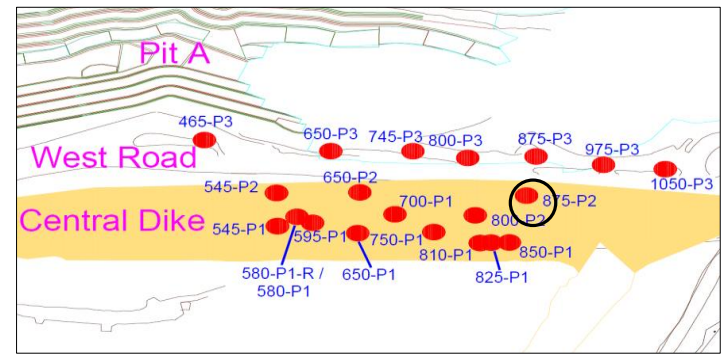 Pit A
465-P3
650-P3
745-P3
800-P3
875-P3
975-P3
1050-P3
West Road
545-P2
650-P2
700-P1
875-P2
800-P2
Central Dike
545-P1
595-P1
750-P1
810-P1
850-P1
580-P1-R /
580-P1
650-P1
825-P1